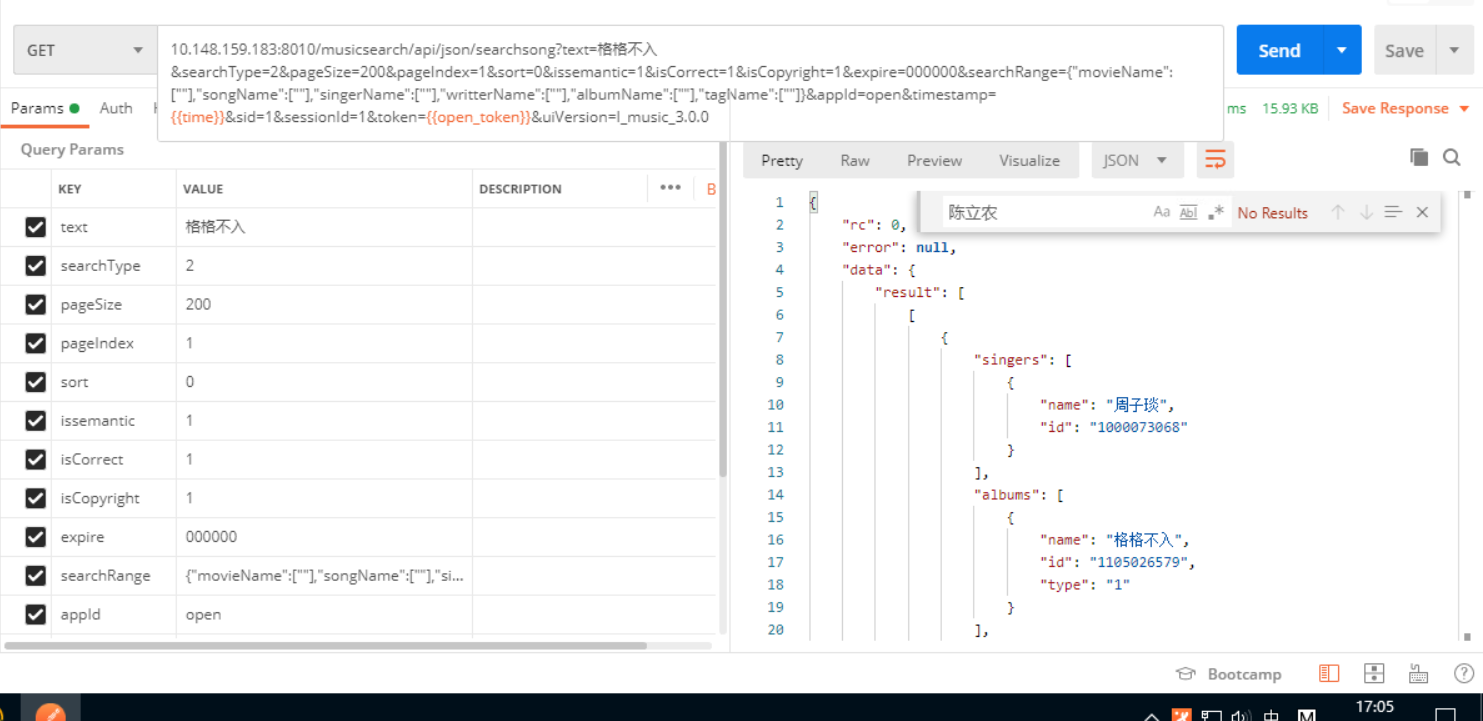 GET
10.148.159.183:8010/musicsearch/api/json/searchsong?text=格格不入
&searchType=2&pageSize=200&pageIndex=1&sort=0&issemantic=1&isCorrect=1&isCopyright=1&expire=000000&searchRange={"movieName":
[""],"songName":[""],"singerName":[""],"writterName":[""],"albumName":[""],"tagName":[""]}&appId=open&timestamp=
{{time}}&sid=1&sessionId=1&token={{open_token}}&uiVersion=I_music_3.0.0
Send
Save
Params
Auth
ms
15.93 KB
Save Response
Query Params
KEY VALUE DESCRIPTION ••• B
text 格格不入
searchType 2
pageSize 200
pageIndex 1
sort 0
issemantic 1
isCorrect 1
isCopyright 1
expire 000000
searchRange {"movieName":[""],"songName":[""],"si...
appId open
Pretty Raw Preview Visualize JSON
陈立农 Aa Abl .* No Results
1 {
2 "rc": 0,
3 "error": null,
4 "data": {
5 "result": [
6 [
7 {
8 "singers": [
9 {
10 "name": "周子琰",
11 "id": "1000073068"
12 }
13 ],
14 "albums": [
15 {
16 "name": "格格不入",
17 "id": "1105026579",
18 "type": "1"
19 }
20 ],
Bootcamp
中 M 17:05